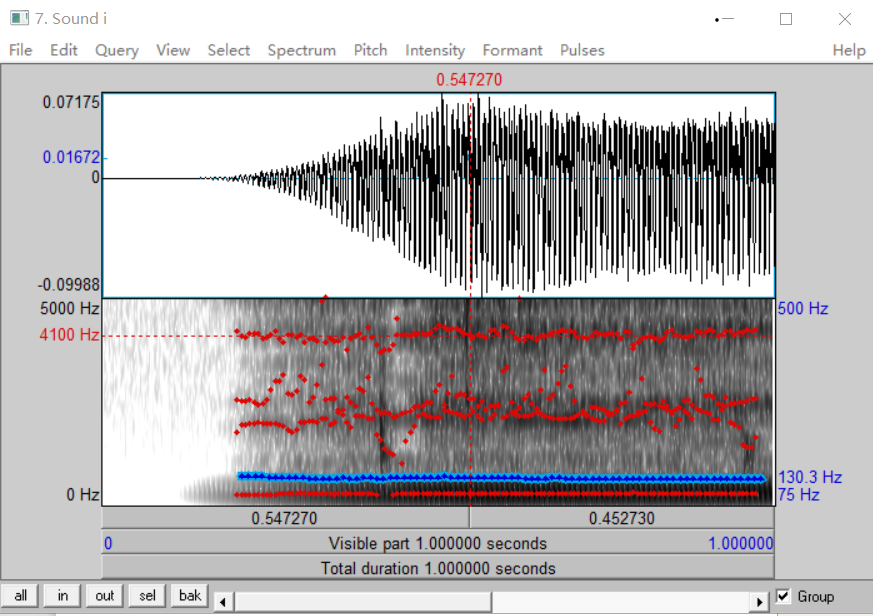 7. Sound i
File Edit Query View Select Spectrum Pitch Intensity Formant Pulses Help
0.547270
0.07175
0.01672
0
-0.09988
5000 Hz 500 Hz
4100 Hz
130.3 Hz
0 Hz 75 Hz
0.547270 0.452730
0 Visible part 1.000000 seconds 1.000000
Total duration 1.000000 seconds
all in out sel bak Group